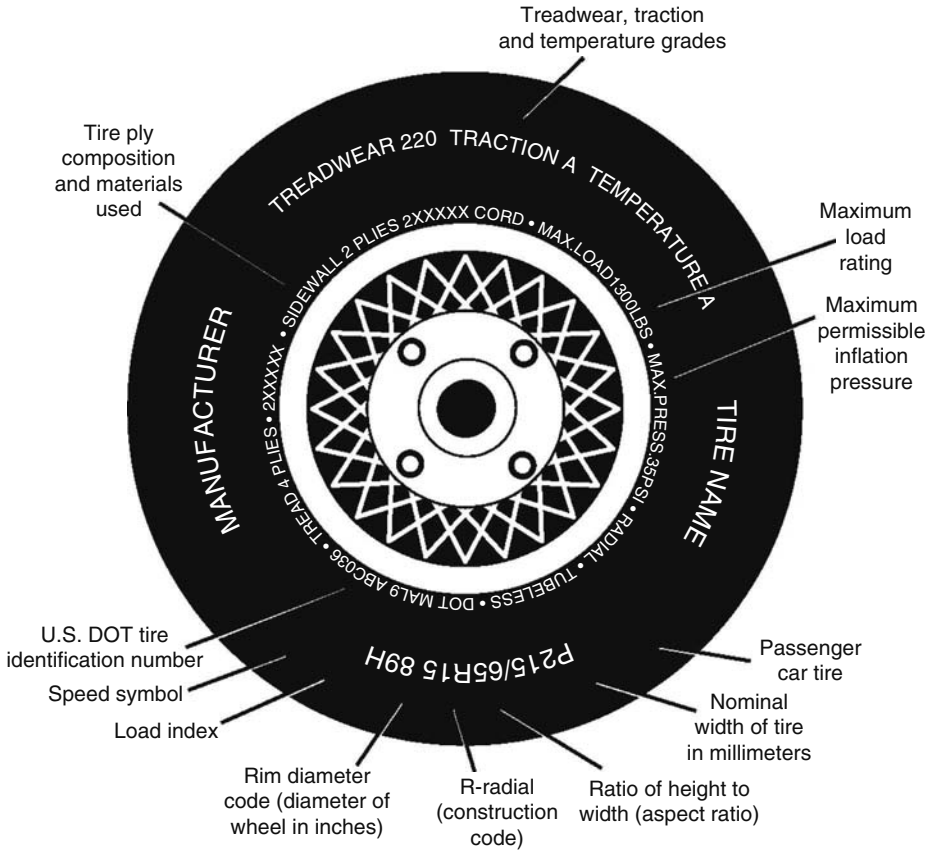 Treadwear, traction
and temperature grades
Tire ply
composition
and materials
used
Maximum
load
rating
Maximum
permissible
inflation
pressure
TREADWEAR 220 TRACTION A TEMPERATURE A
MANUFACTURER
TIRE NAME
• SIDEWALL 2 PLIES 2XXXXX CORD • MAX.LOAD1300LBS • MAX.PRESS.35PSI • RADIAL • TUBELESS • DOT MAL9 ABC036 • TREAD 4 PLIES • 2XXXXX
P215/65R15 89H
U.S. DOT tire
identification number
Speed symbol
Load index
Rim diameter
code (diameter of
wheel in inches)
R-radial
(construction
code)
Ratio of height to
width (aspect ratio)
Nominal
width of tire
in millimeters
Passenger
car tire